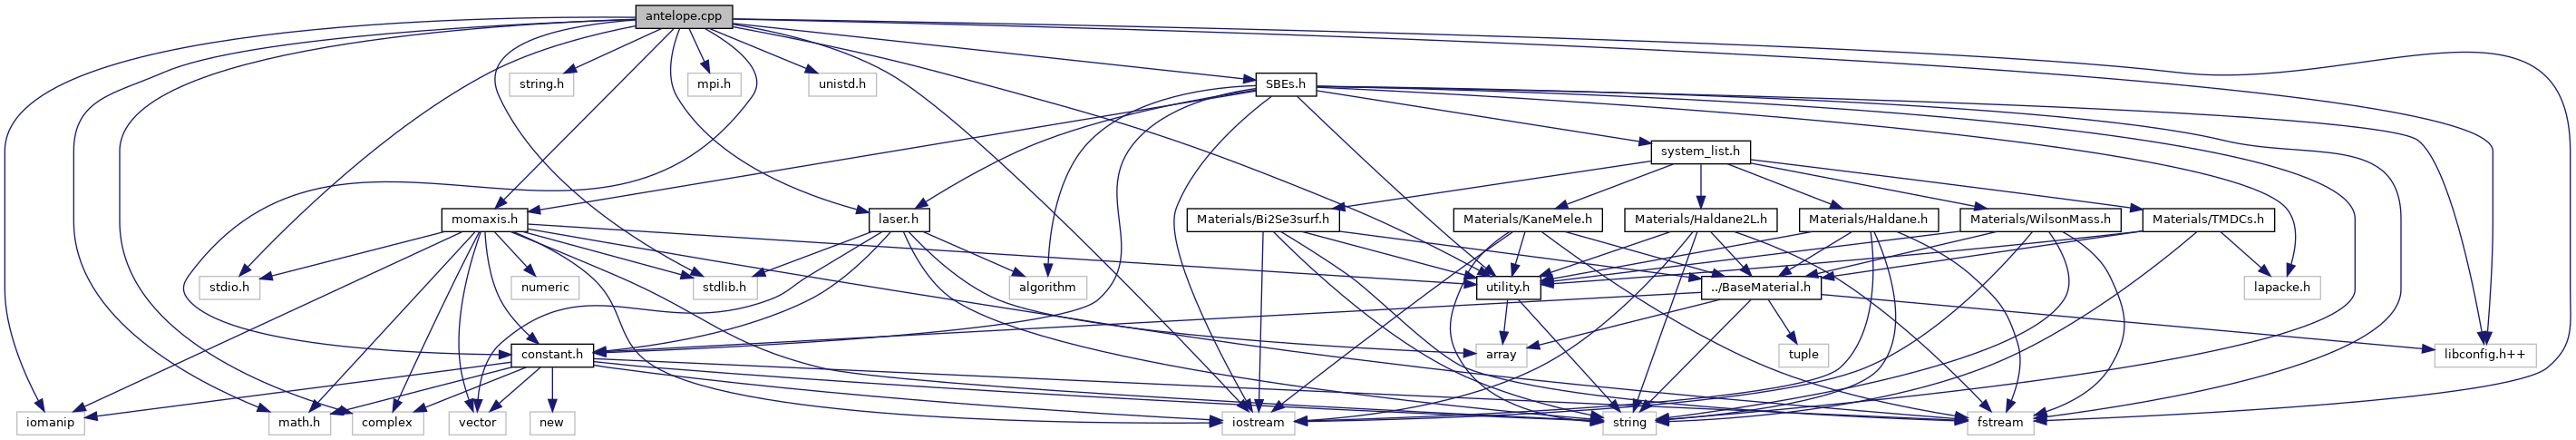 antelope.cpp
string.h
mpi.h
unistd.h
SBEs.h
system_list.h
momaxis.h
laser.h
Materials/Bi2Se3surf.h
Materials/KaneMele.h
Materials/Haldane2L.h
Materials/Haldane.h
Materials/WilsonMass.h
Materials/TMDCs.h
stdio.h
numeric
stdlib.h
algorithm
utility.h
../BaseMaterial.h
lapacke.h
constant.h
array
tuple
libconfig.h++
iomanip
math.h
complex
vector
new
iostream
string
fstream